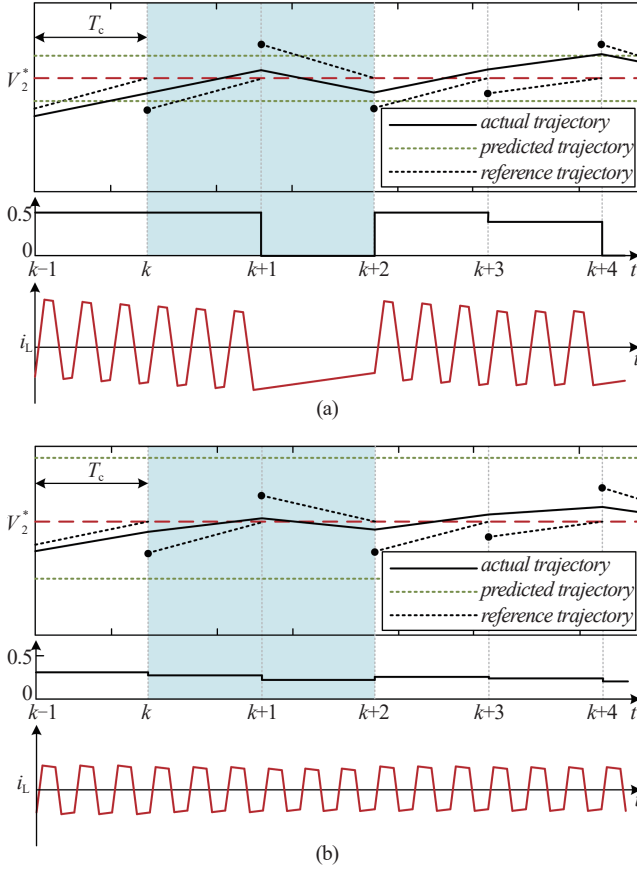 T_c
V_2^*
actual trajectory
predicted trajectory
reference trajectory
0.5
0
k−1 k k+1 k+2 k+3 k+4 t
i_L
t
(a)
T_c
V_2^*
actual trajectory
predicted trajectory
reference trajectory
0.5
0
k−1 k k+1 k+2 k+3 k+4 t
i_L
t
(b)